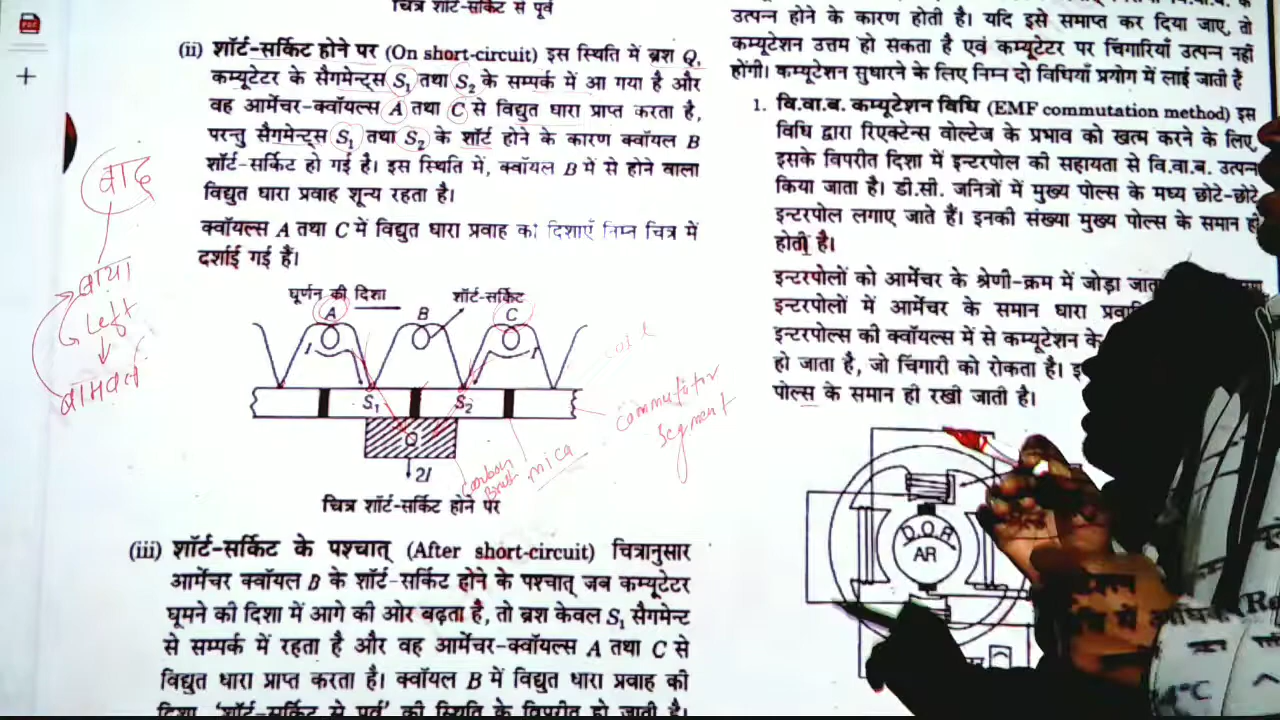 चित्र शॉर्ट-सर्किट से पूर्व
(ii) शॉर्ट-सर्किट होने पर (On short-circuit) इस स्थिति में ब्रश Q,
कम्यूटेटर के सैगमेन्ट्स S₁ तथा S₂ के सम्पर्क में आ गया है और
वह आर्मेचर-क्वॉयल्स A तथा C से विद्युत धारा प्राप्त करता है,
परन्तु सैगमेन्ट्स S₁ तथा S₂ के शॉर्ट होने के कारण क्वॉयल B
शॉर्ट-सर्किट हो गई है। इस स्थिति में, क्वॉयल B में से होने वाला
विद्युत धारा प्रवाह शून्य रहता है।
क्वॉयल्स A तथा C में विद्युत धारा प्रवाह की दिशाएँ निम्न चित्र में
दर्शाई गई हैं।
घूर्णन की दिशा शॉर्ट-सर्किट
A B C
I I
S₁ S₂
Q
2I
चित्र शॉर्ट-सर्किट होने पर
बाद
बाया
Left
commutator
segment
mica
carbon
Brush
(iii) शॉर्ट-सर्किट के पश्चात् (After short-circuit) चित्रानुसार
आर्मेचर क्वॉयल B के शॉर्ट-सर्किट होने के पश्चात् जब कम्यूटेटर
घूमने की दिशा में आगे की ओर बढ़ता है, तो ब्रश केवल S₁ सैगमेन्ट
से सम्पर्क में रहता है और वह आर्मेचर-क्वॉयल्स A तथा C से
विद्युत धारा प्राप्त करता है। क्वॉयल B में विद्युत धारा प्रवाह की
दिशा 'शॉर्ट-सर्किट से पूर्व' की स्थिति के विपरीत हो जाती है।
उत्पन्न होने के कारण होती है। यदि इसे समाप्त कर दिया जाए, तो
कम्यूटेशन उत्तम हो सकता है एवं कम्यूटेटर पर चिंगारियाँ उत्पन्न नहीं
होंगी। कम्यूटेशन सुधारने के लिए निम्न दो विधियाँ प्रयोग में लाई जाती हैं
1. वि.वा.ब. कम्यूटेशन विधि (EMF commutation method) इस
विधि द्वारा रिएक्टेन्स वोल्टेज के प्रभाव को खत्म करने के लिए,
इसके विपरीत दिशा में इन्टरपोल की सहायता से वि.वा.ब. उत्पन्न
किया जाता है। डी.सी. जनित्रों में मुख्य पोल्स के मध्य छोटे-छोटे
इन्टरपोल लगाए जाते हैं। इनकी संख्या मुख्य पोल्स के समान ही
होती है।
इन्टरपोलों को आर्मेचर के श्रेणी-क्रम में जोड़ा
इन्टरपोलों में आर्मेचर के समान धारा
इन्टरपोल्स की क्वॉयल्स में से कम्यूटेशन के
हो जाता है, जो चिंगारी को रोकता है।
पोल्स के समान ही रखी जाती है।
D.O.R
AR